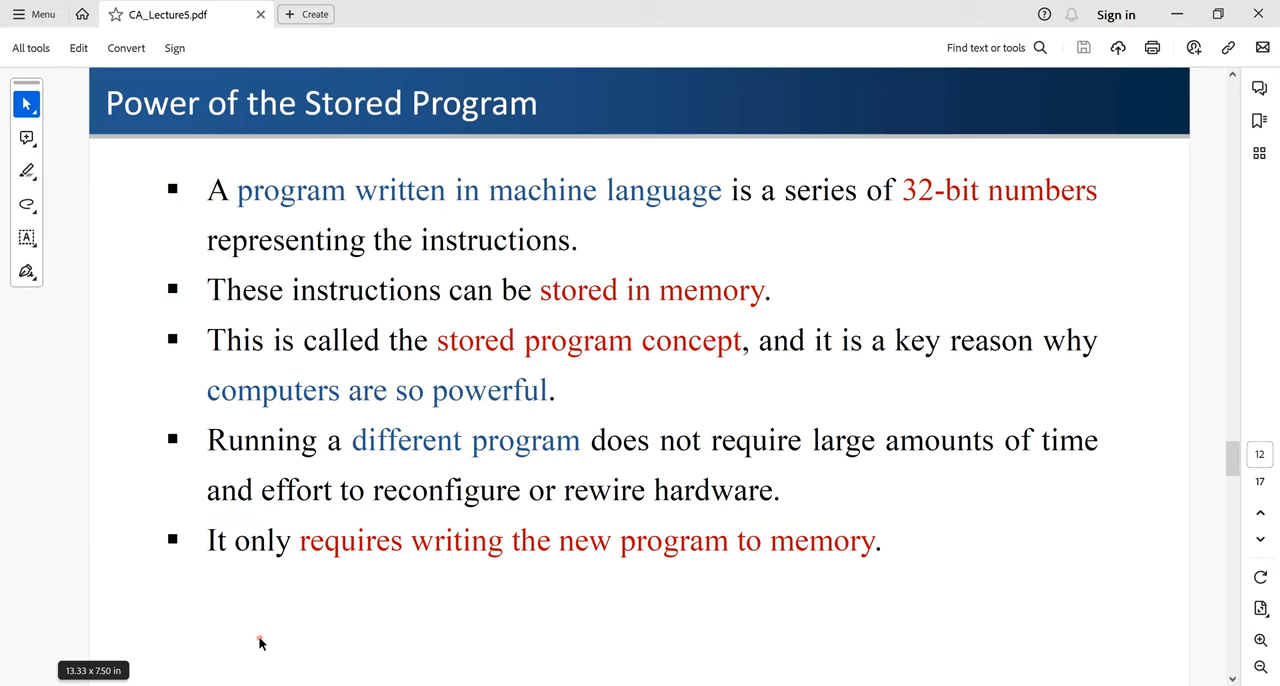 Menu
CA_Lecture5.pdf
Create
Sign in
All tools
Edit
Convert
Sign
Find text or tools
Power of the Stored Program
▪ A program written in machine language is a series of 32-bit numbers
representing the instructions.
▪ These instructions can be stored in memory.
▪ This is called the stored program concept, and it is a key reason why
computers are so powerful.
▪ Running a different program does not require large amounts of time
and effort to reconfigure or rewire hardware.
▪ It only requires writing the new program to memory.
12
17
13.33 x 7.50 in